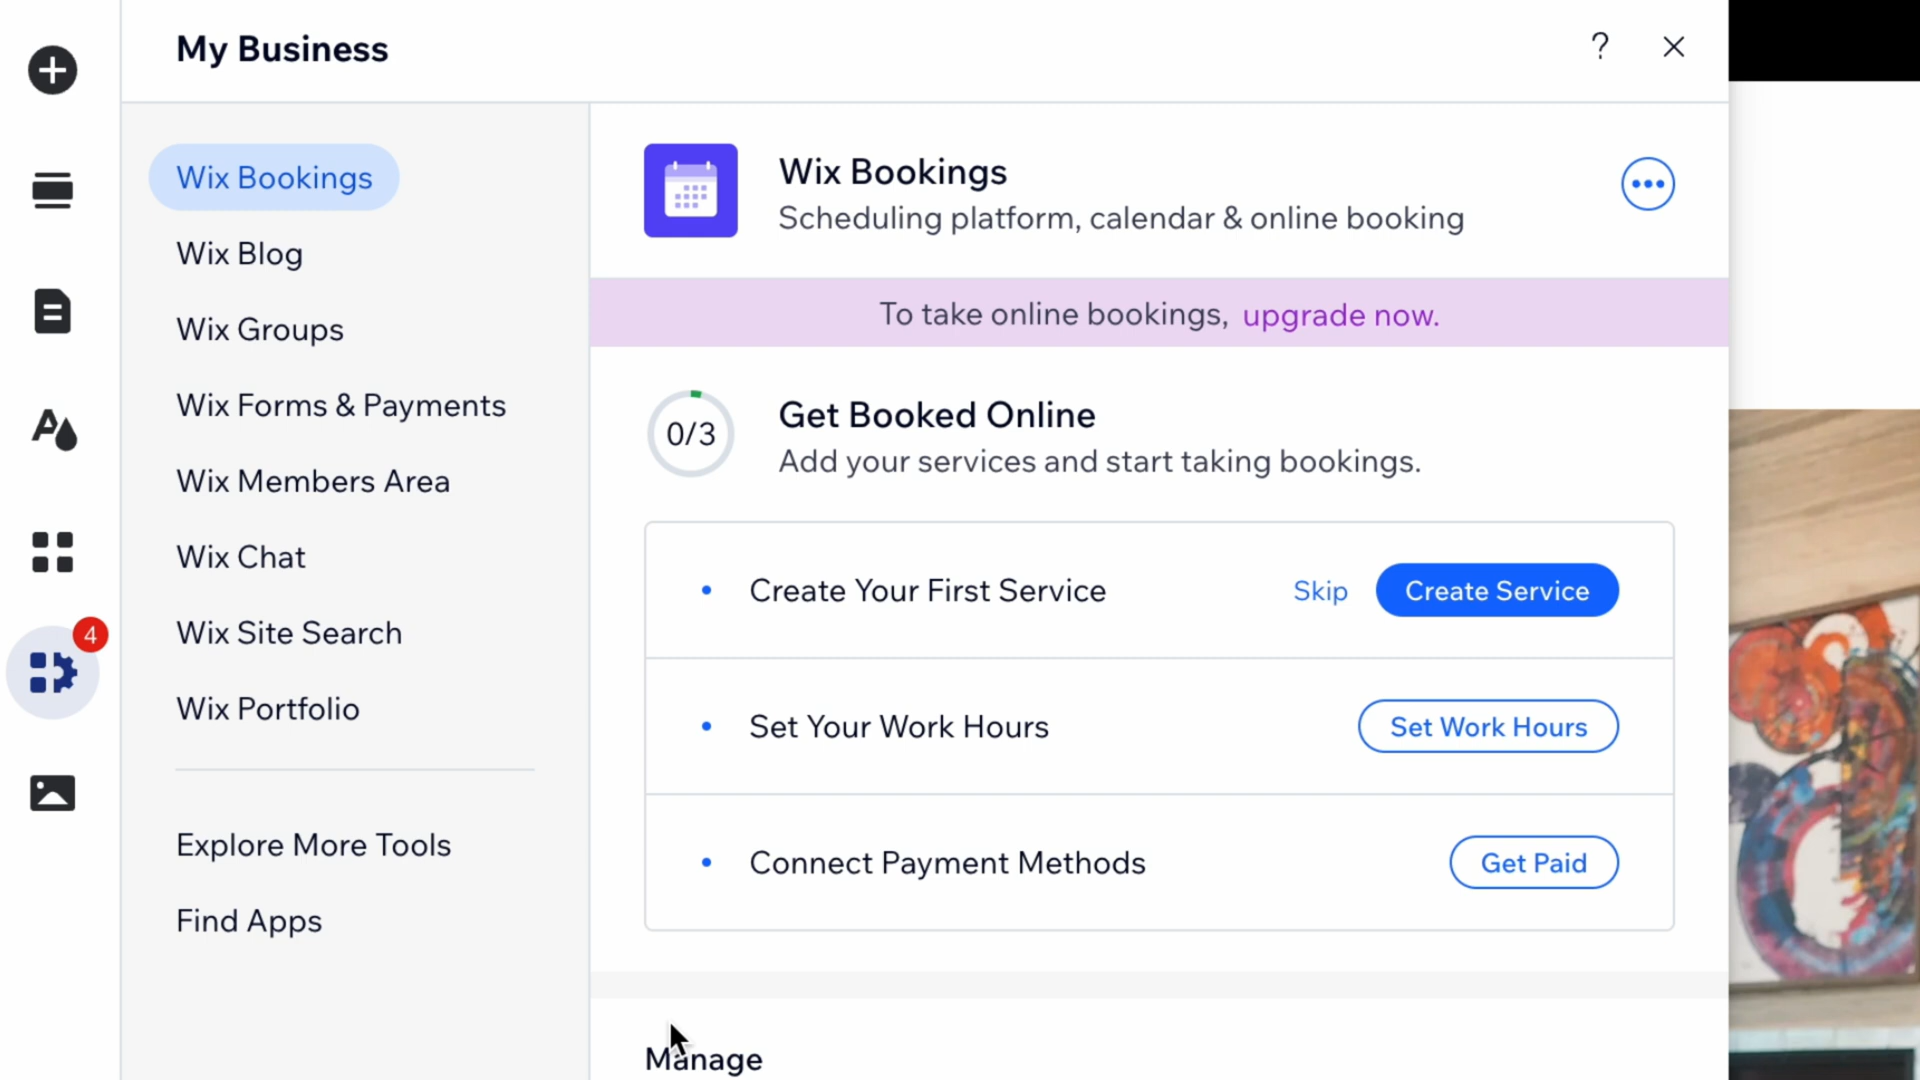 My Business
?
Wix Bookings
Wix Blog
Wix Groups
Wix Forms & Payments
Wix Members Area
Wix Chat
4
Wix Site Search
Wix Portfolio
Explore More Tools
Find Apps
Wix Bookings
Scheduling platform, calendar & online booking
To take online bookings, upgrade now.
0/3
Get Booked Online
Add your services and start taking bookings.
Create Your First Service Skip Create Service
Set Your Work Hours Set Work Hours
Connect Payment Methods Get Paid
Manage